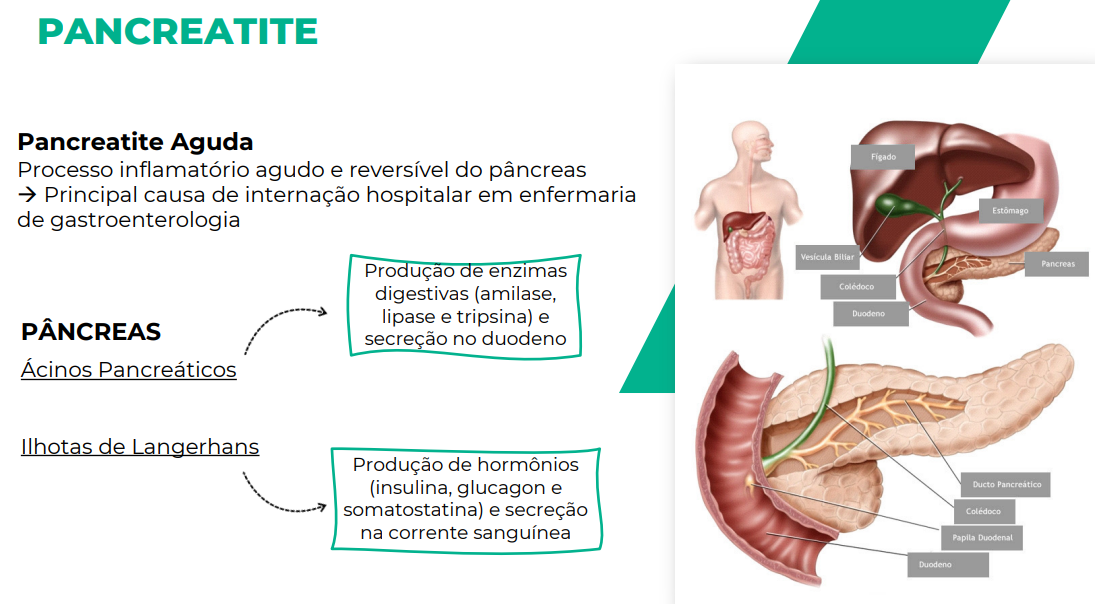 PANCREATITE
Pancreatite Aguda
Processo inflamatório agudo e reversível do pâncreas
→ Principal causa de internação hospitalar em enfermaria
de gastroenterologia
Produção de enzimas
digestivas (amilase,
lipase e tripsina) e
secreção no duodeno
PÂNCREAS
Ácinos Pancreáticos
Ilhotas de Langerhans
Produção de hormônios
(insulina, glucagon e
somatostatina) e secreção
na corrente sanguínea
Fígado
Estômago
Vesícula Biliar
Pancreas
Colédoco
Duodeno
Ducto Pancreático
Colédoco
Papila Duodenal
Duodeno